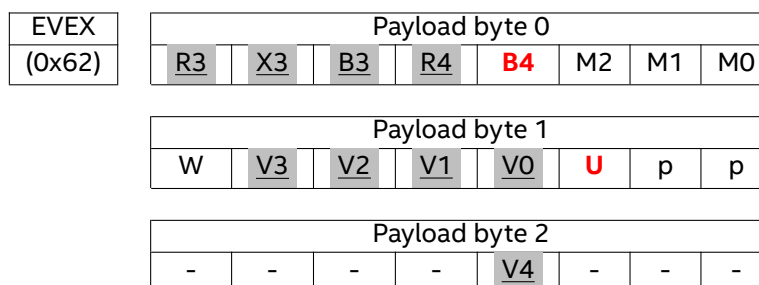 EVEX Payload byte 0
(0x62) R3 X3 B3 R4 B4 M2 M1 M0
Payload byte 1
W V3 V2 V1 V0 U p p
Payload byte 2
- - - - V4 - - -